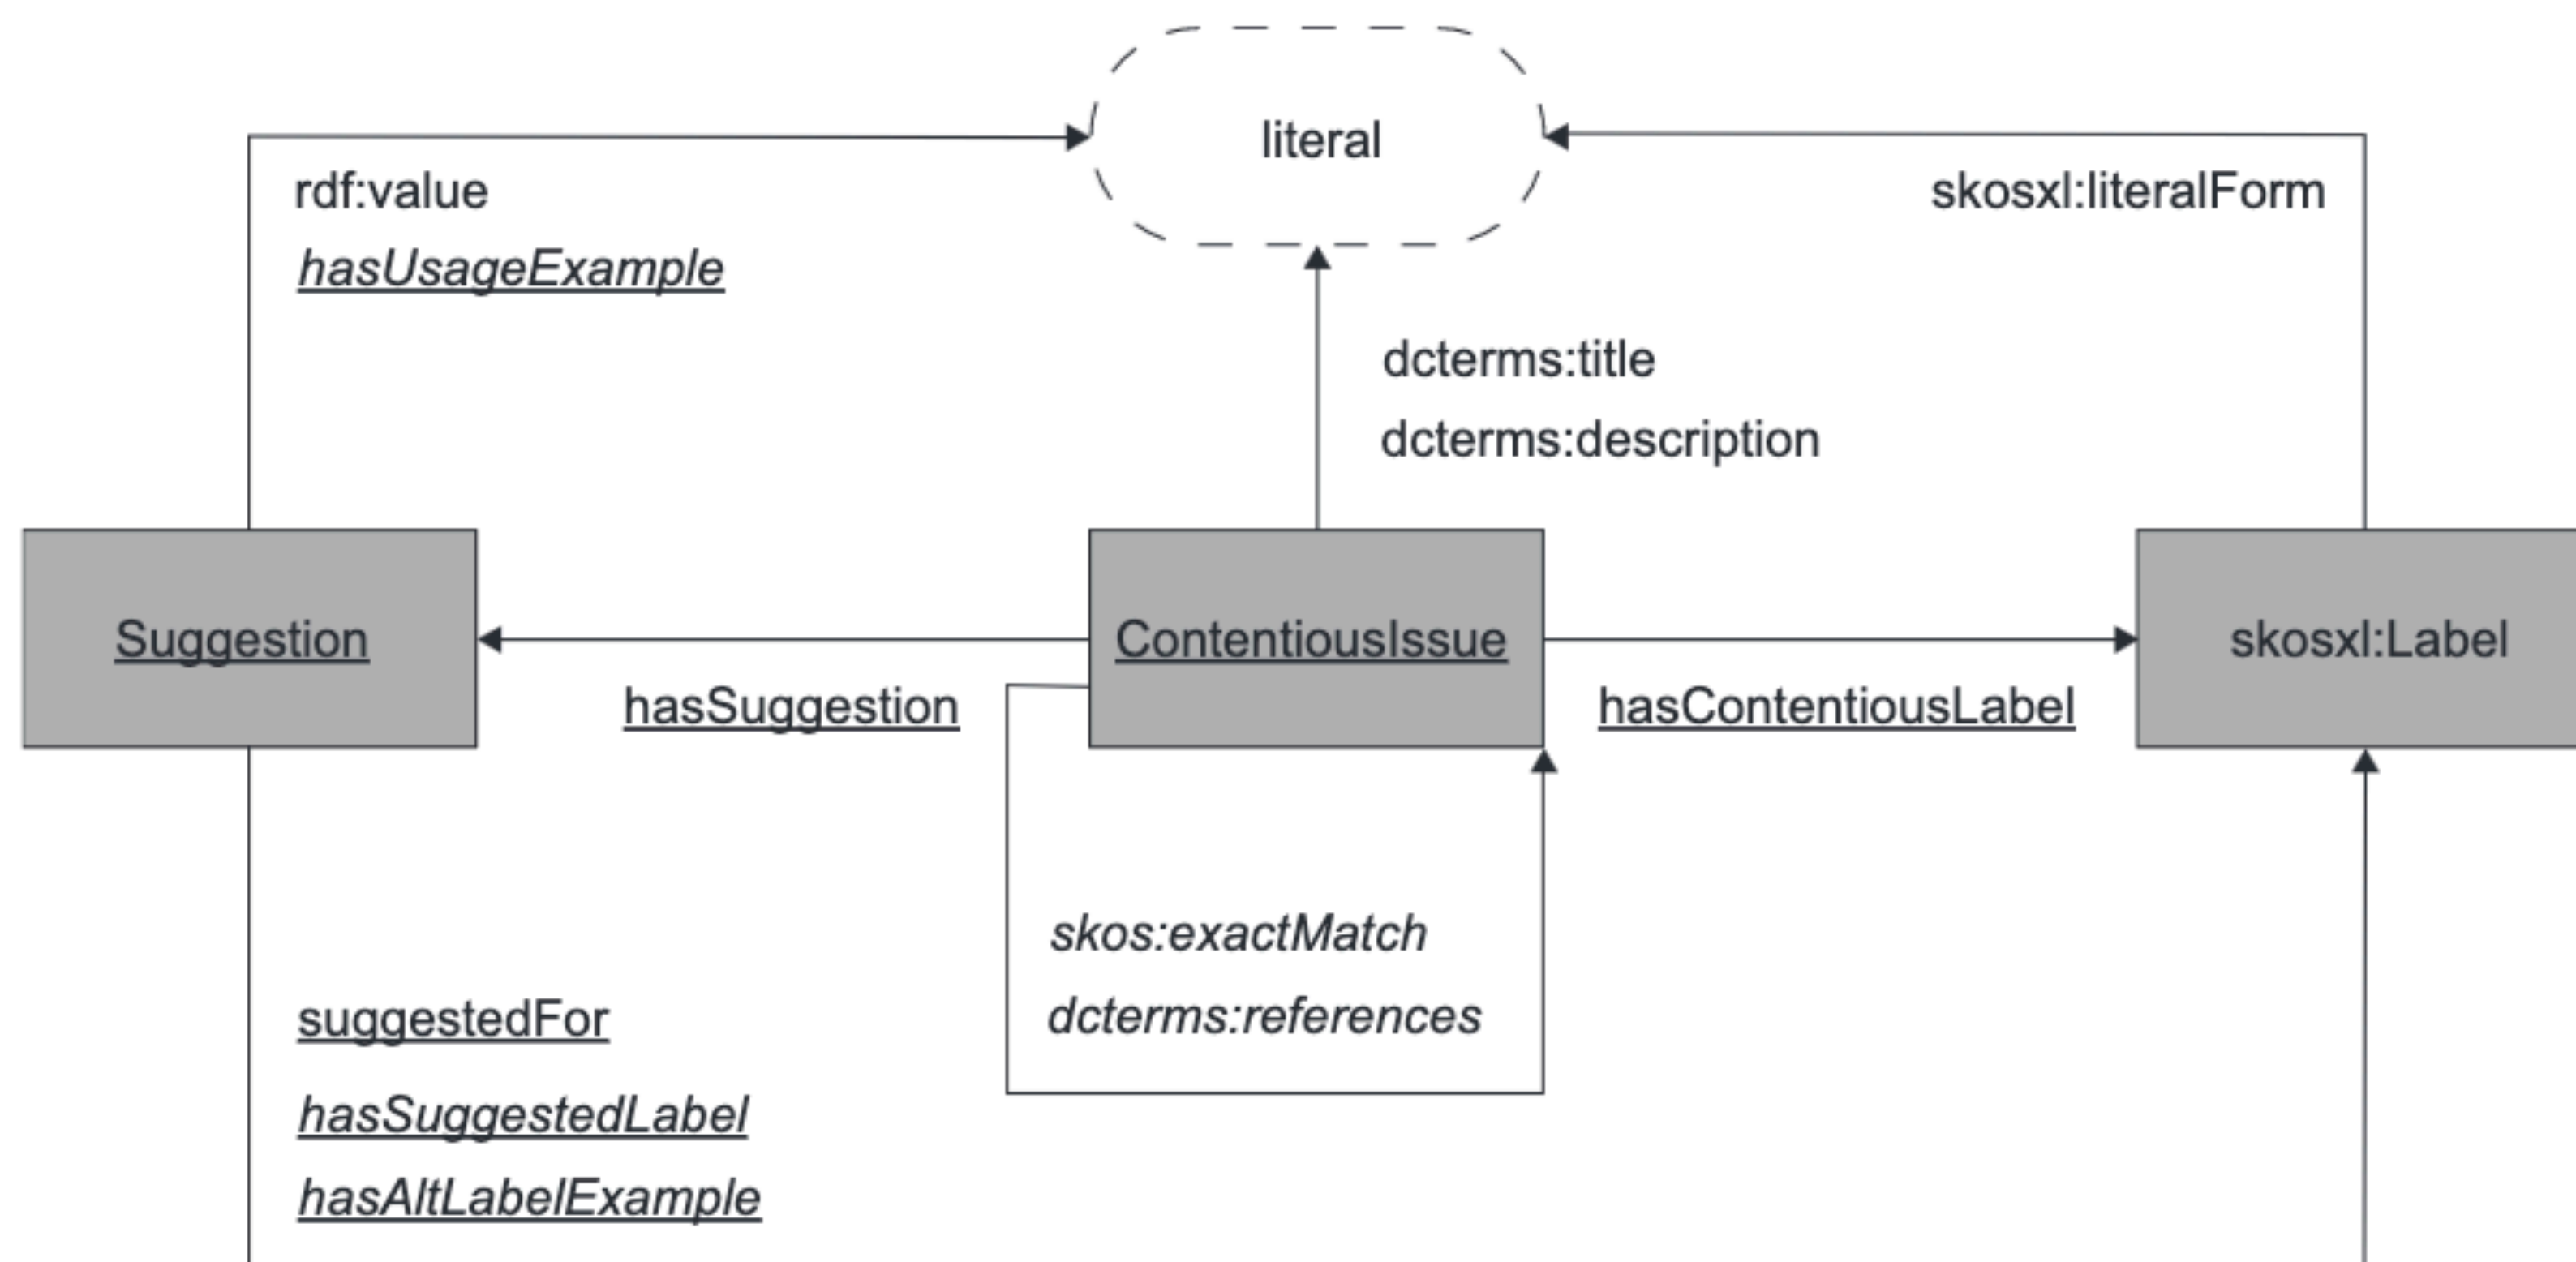 literal
rdf:value
hasUsageExample
skosxl:literalForm
dcterms:title
dcterms:description
Suggestion
ContentiousIssue
skosxl:Label
hasSuggestion
hasContentiousLabel
skos:exactMatch
dcterms:references
suggestedFor
hasSuggestedLabel
hasAltLabelExample